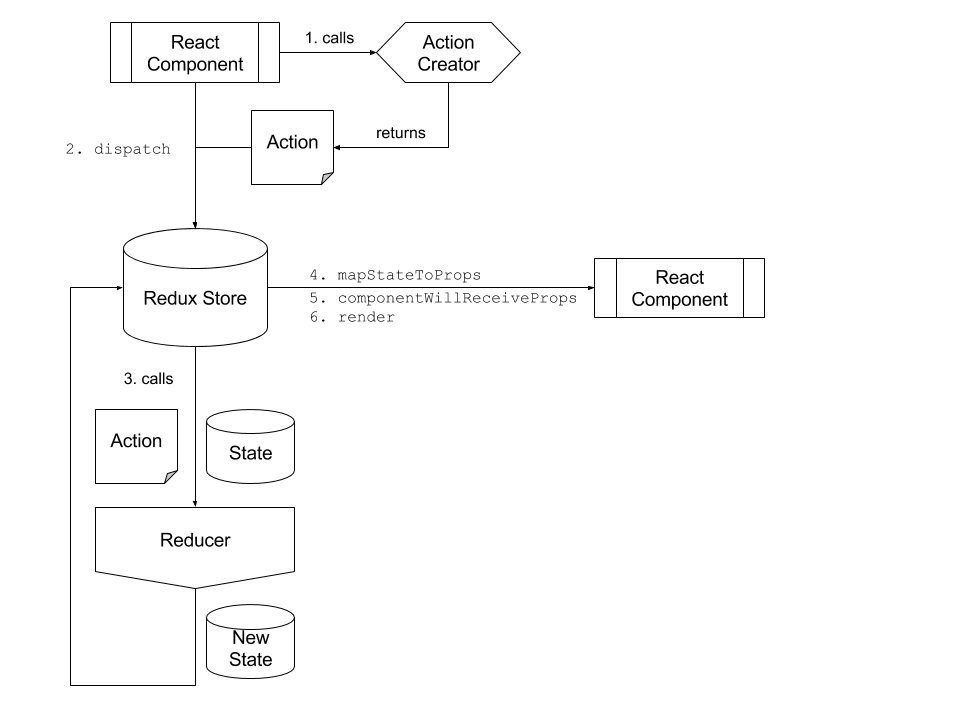 React
Component
1. calls
Action
Creator
2. dispatch
Action
returns
Redux Store
4. mapStateToProps
5. componentWillReceiveProps
6. render
React
Component
3. calls
Action
State
Reducer
New
State